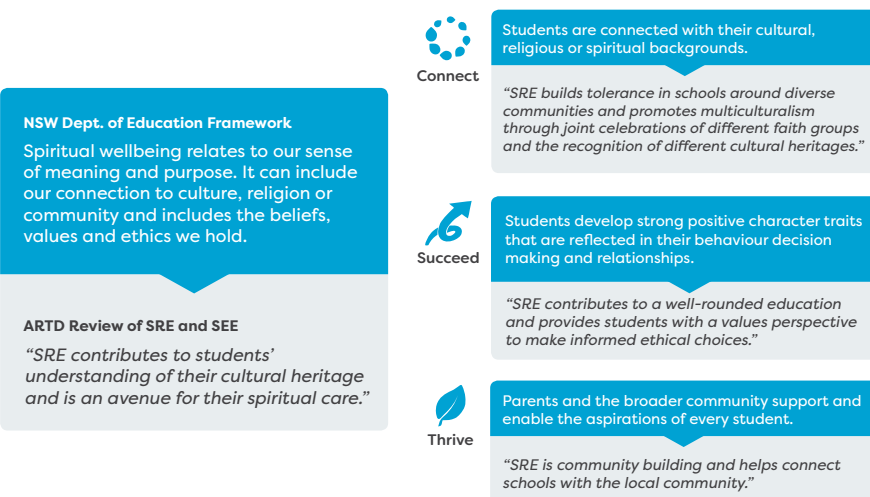 NSW Dept. of Education Framework
Spiritual wellbeing relates to our sense
of meaning and purpose. It can include
our connection to culture, religion or
community and includes the beliefs,
values and ethics we hold.
ARTD Review of SRE and SEE
“SRE contributes to students’
understanding of their cultural heritage
and is an avenue for their spiritual care.”
Connect
Students are connected with their cultural,
religious or spiritual backgrounds.
“SRE builds tolerance in schools around diverse
communities and promotes multiculturalism
through joint celebrations of different faith groups
and the recognition of different cultural heritages.”
Succeed
Students develop strong positive character traits
that are reflected in their behaviour decision
making and relationships.
“SRE contributes to a well-rounded education
and provides students with a values perspective
to make informed ethical choices.”
Thrive
Parents and the broader community support and
enable the aspirations of every student.
“SRE is community building and helps connect
schools with the local community.”